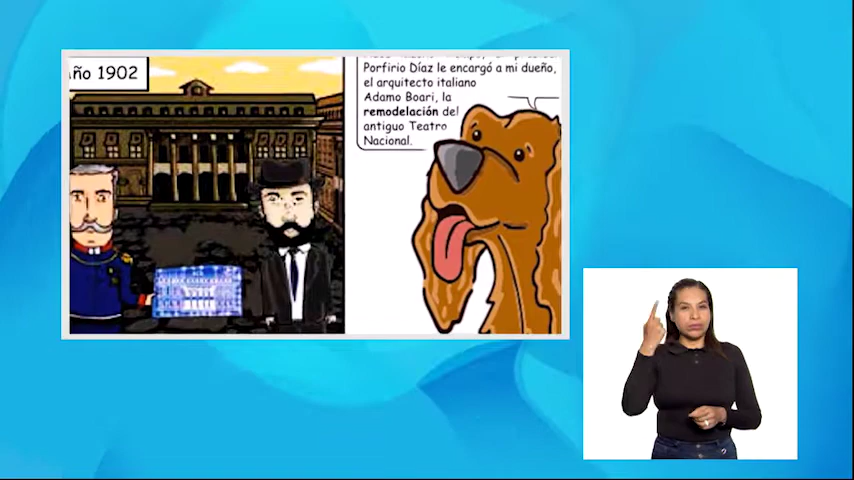 ño 1902
Porfirio Díaz le encargó a mi dueño,
el arquitecto italiano
Adamo Boari, la
remodelación del
antiguo Teatro
Nacional.